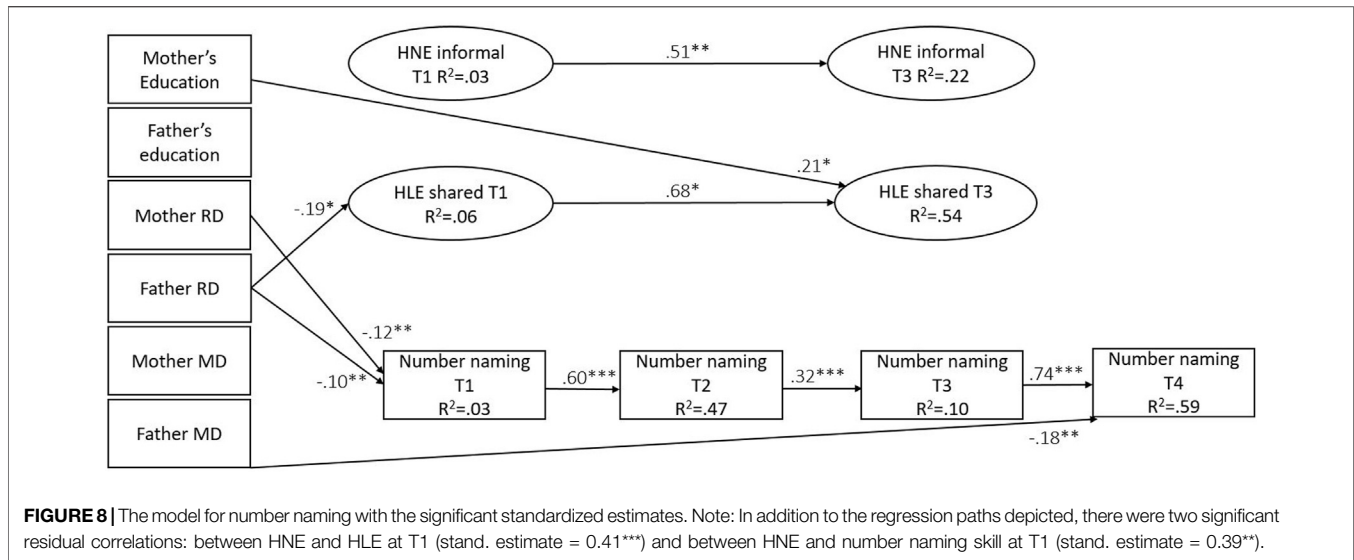 Mother's
Education
Father's
education
Mother RD
Father RD
Mother MD
Father MD
HNE informal
T1 R²=.03
.51**
HNE informal
T3 R²=.22
.21*
-.19*
HLE shared T1
R²=.06
.68*
HLE shared T3
R²=.54
-.12**
-.10**
Number naming
T1
R²=.03
.60***
Number naming
T2
R²=.47
.32***
Number naming
T3
R²=.10
.74***
Number naming
T4
R²=.59
-.18**
FIGURE 8 | The model for number naming with the significant standardized estimates. Note: In addition to the regression paths depicted, there were two significant
residual correlations: between HNE and HLE at T1 (stand. estimate = 0.41***) and between HNE and number naming skill at T1 (stand. estimate = 0.39**).